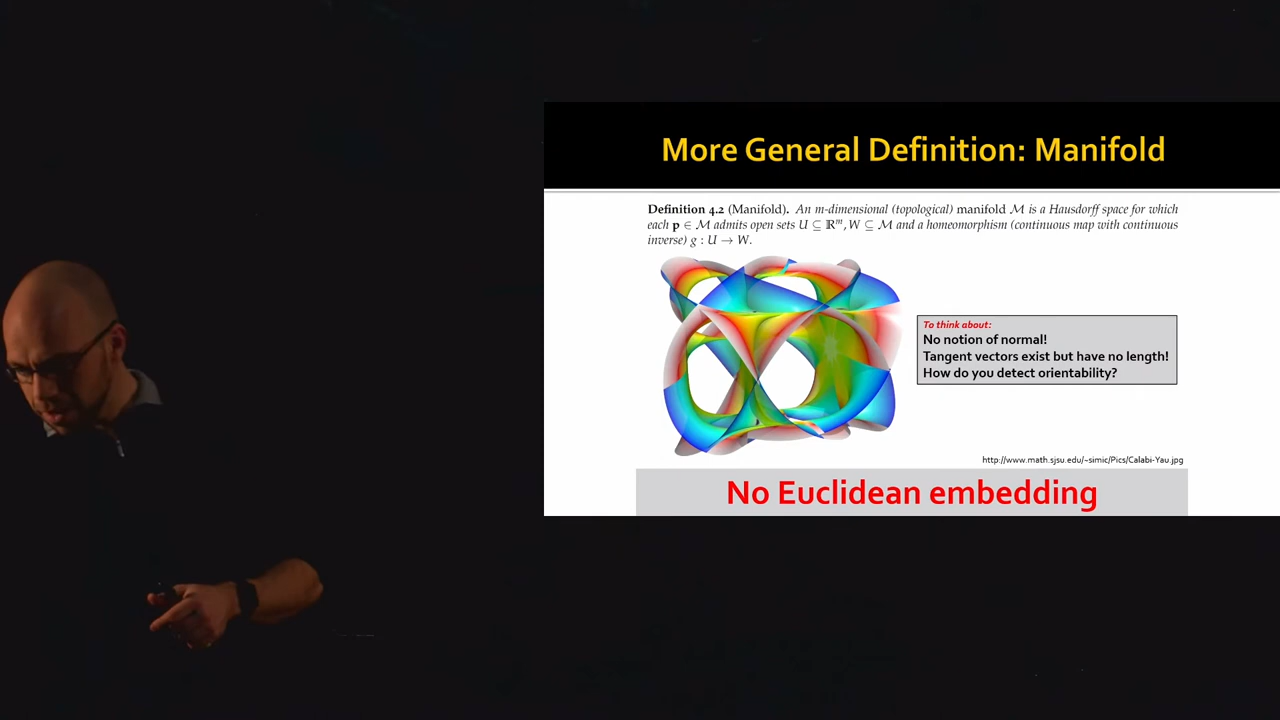 More General Definition: Manifold
Definition 4.2 (Manifold). An m-dimensional (topological) manifold ℳ is a Hausdorff space for which
each p ∈ ℳ admits open sets U ⊆ ℝᵐ, W ⊆ ℳ and a homeomorphism (continuous map with continuous
inverse) g : U → W.
To think about:
No notion of normal!
Tangent vectors exist but have no length!
How do you detect orientability?
http://www.math.sjsu.edu/~simic/Pics/Calabi-Yau.jpg
No Euclidean embedding